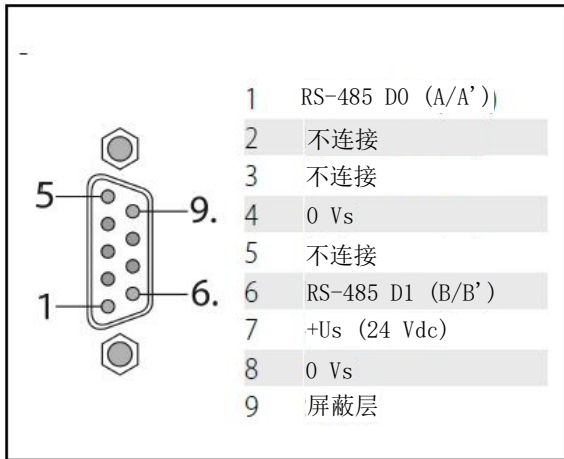 -
5
9.
1
6.
1 RS-485 D0 (A/A')
2 不连接
3 不连接
4 0 Vs
5 不连接
6 RS-485 D1 (B/B')
7 +Us (24 Vdc)
8 0 Vs
9 屏蔽层